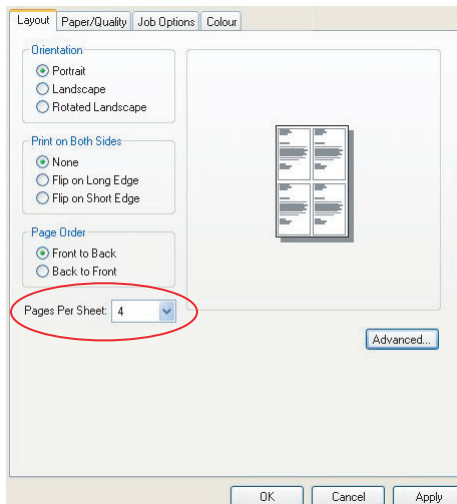 Layout Paper/Quality Job Options Colour
Orientation
Portrait
Landscape
Rotated Landscape
Print on Both Sides
None
Flip on Long Edge
Flip on Short Edge
Page Order
Front to Back
Back to Front
Pages Per Sheet: 4
Advanced...
OK Cancel Apply